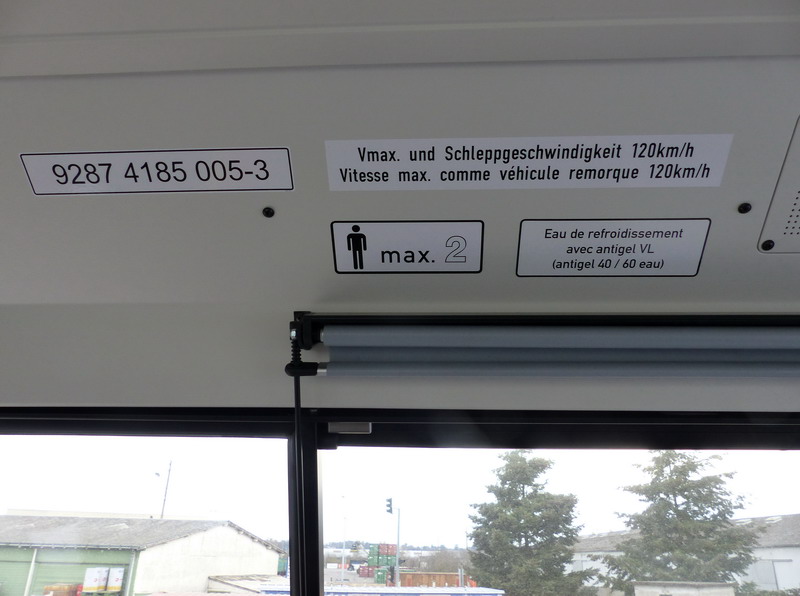 9287 4185 005-3
Vmax. und Schleppgeschwindigkeit 120km/h
Vitesse max. comme véhicule remorque 120km/h
max. 2
Eau de refroidissement
avec antigel VL
(antigel 40 / 60 eau)